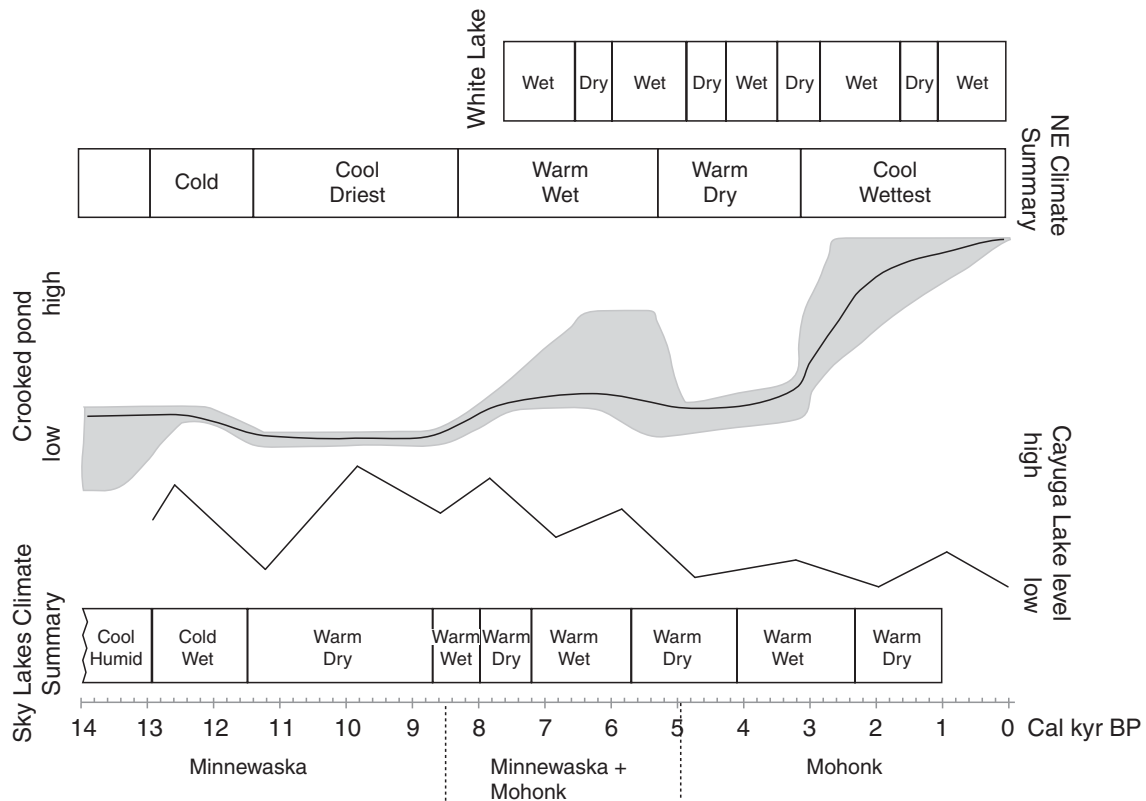 White Lake
Wet
Dry
Wet
Dry
Wet
Dry
Wet
Dry
Wet
NE Climate
Summary
Cold
Cool
Driest
Warm
Wet
Warm
Dry
Cool
Wettest
Crooked pond
low high
Cayuga Lake level
low high
Sky Lakes Climate
Summary
Cool
Humid
Cold
Wet
Warm
Dry
Warm
Wet
Warm
Dry
Warm
Wet
Warm
Dry
Warm
Wet
Warm
Dry
14 13 12 11 10 9 8 7 6 5 4 3 2 1 0 Cal kyr BP
Minnewaska
Minnewaska +
Mohonk
Mohonk